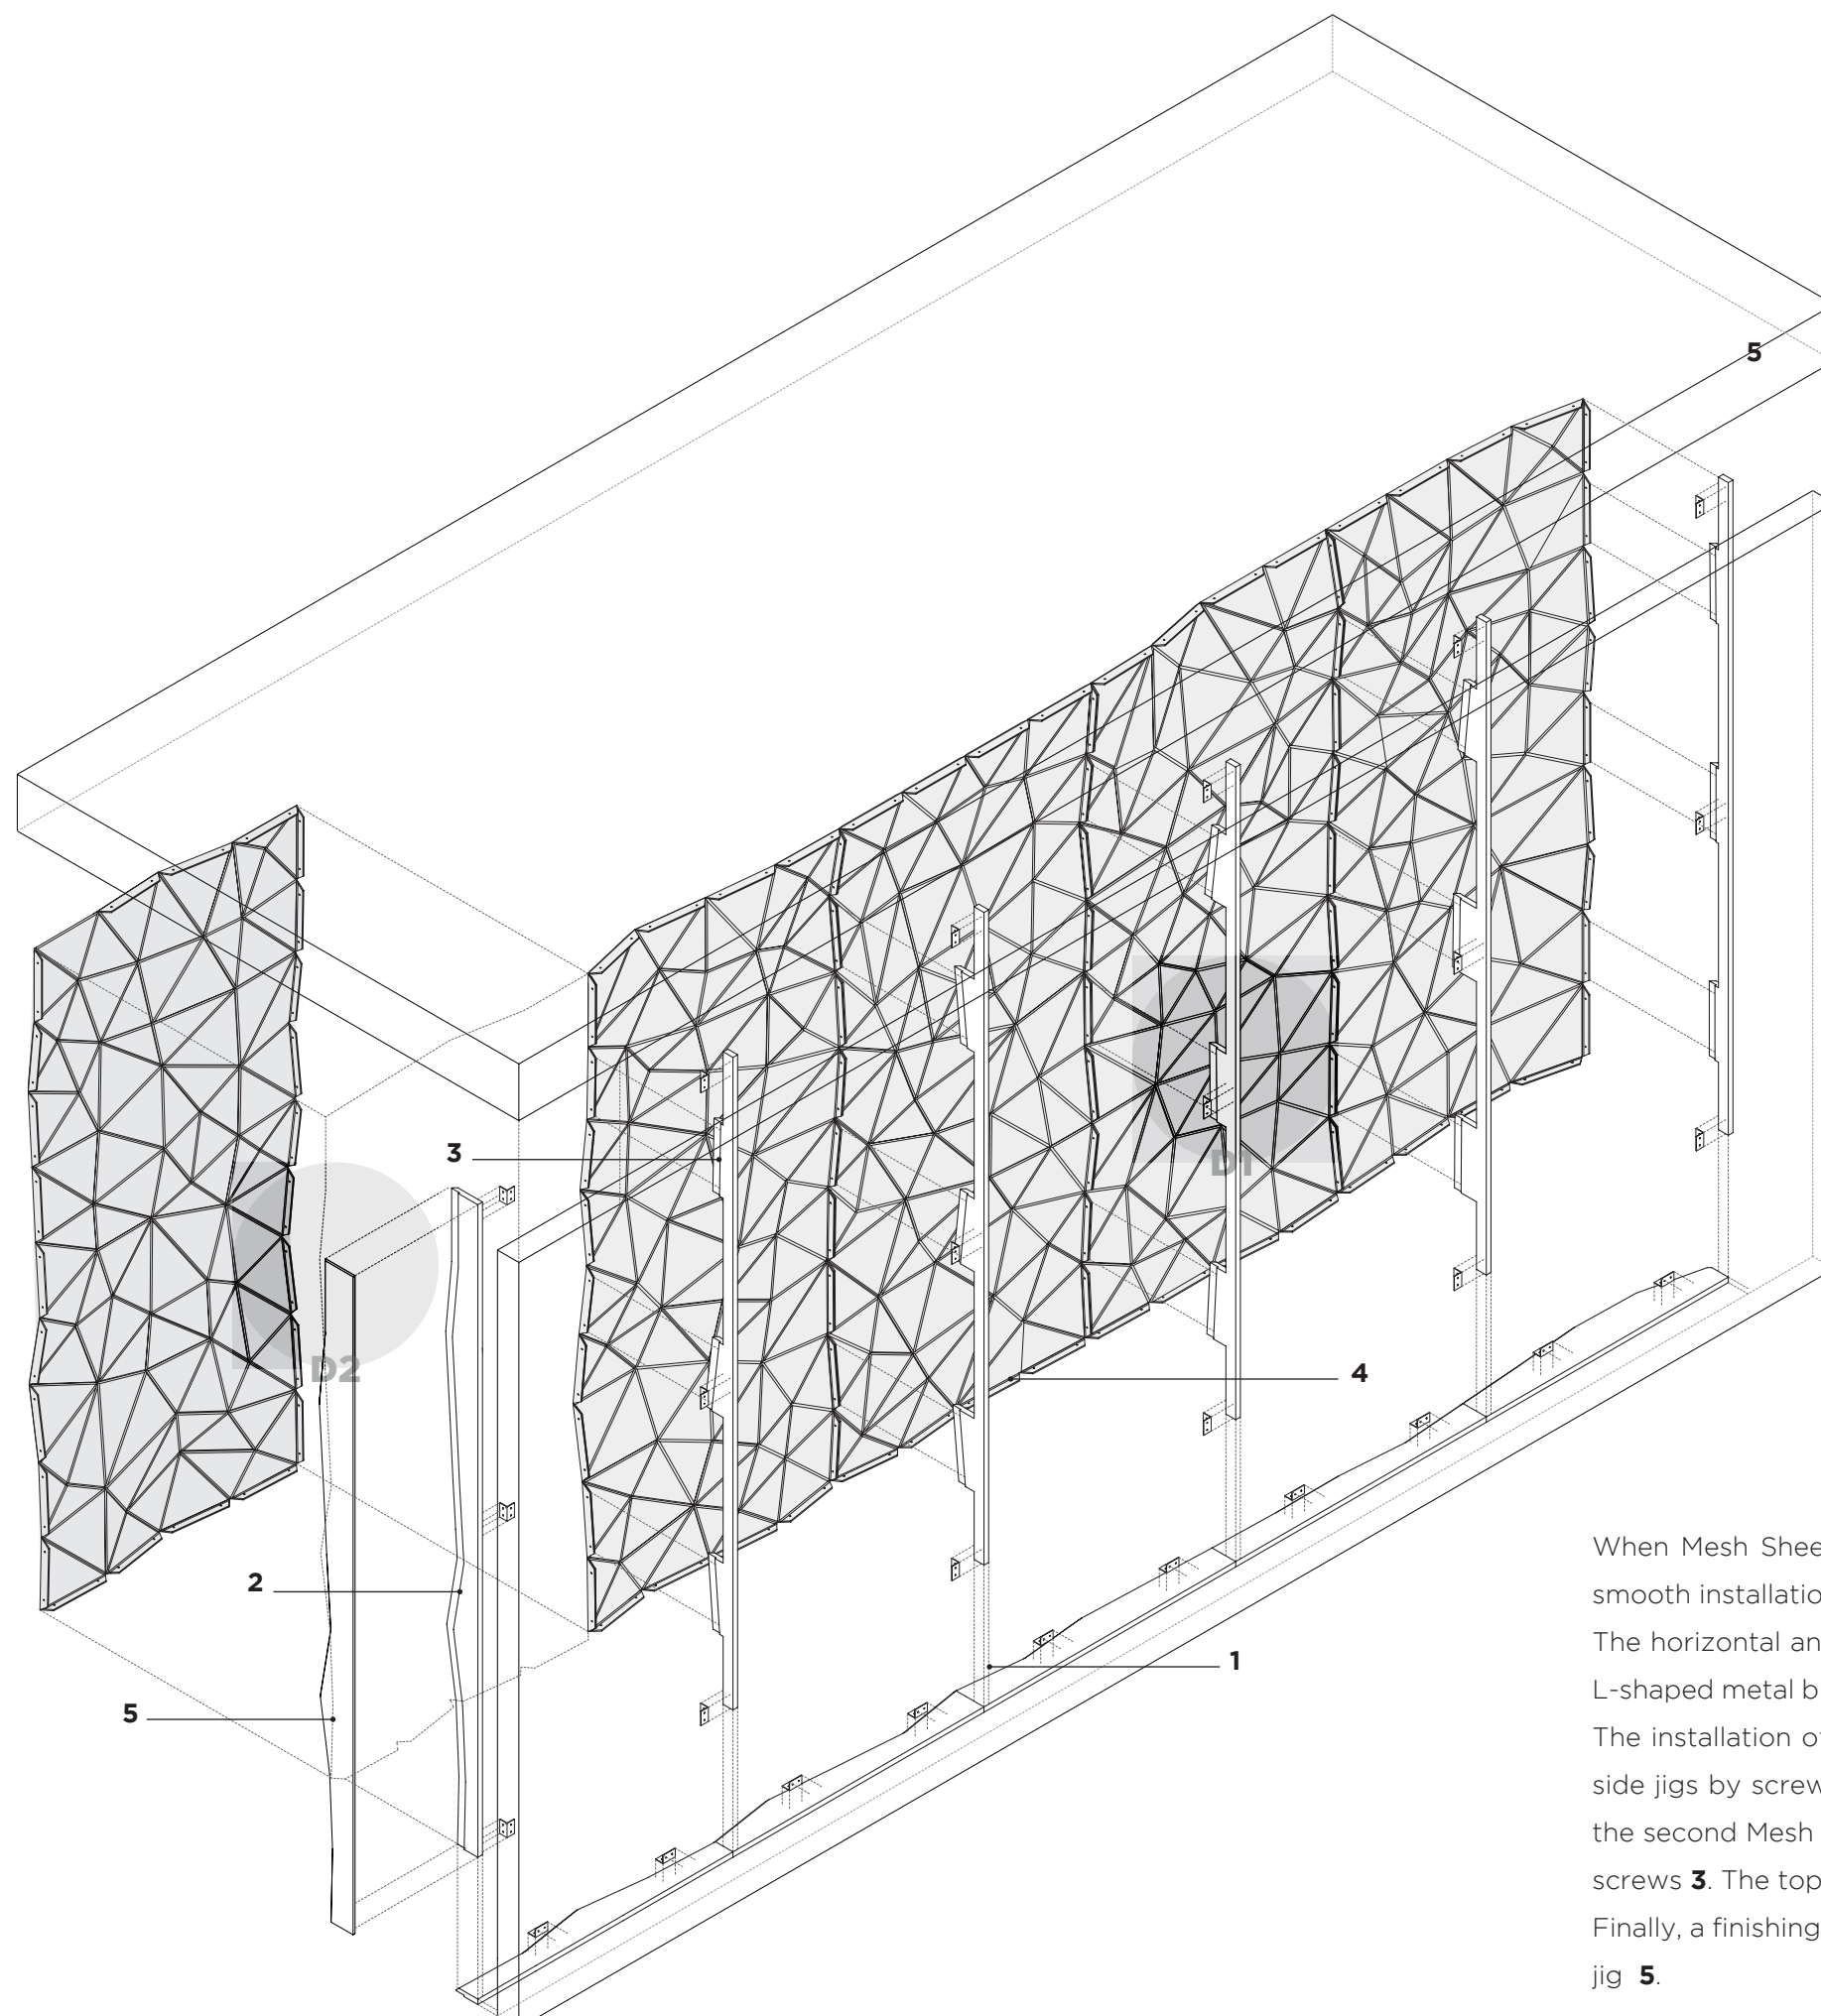 5
3
D1
D2
4
2
1
5
When Mesh Shee
smooth installatio
The horizontal an
L-shaped metal b
The installation of
side jigs by screw
the second Mesh
screws 3. The top
Finally, a finishing
jig 5.